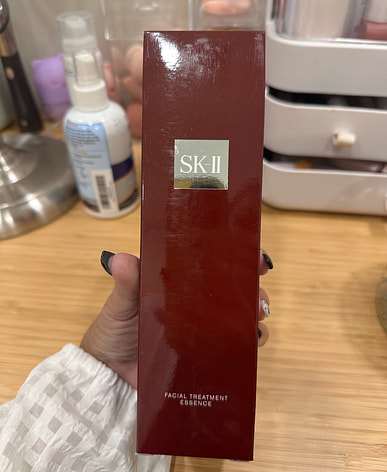 SK-II
FACIAL TREATMENT
ESSENCE